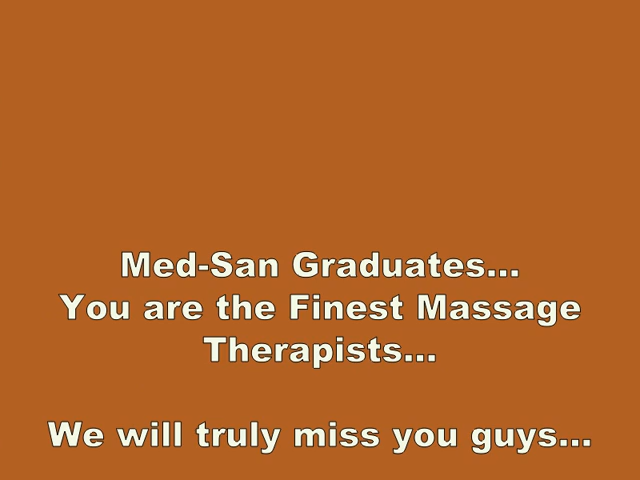 Med-San Graduates...
You are the Finest Massage
Therapists...
We will truly miss you guys...